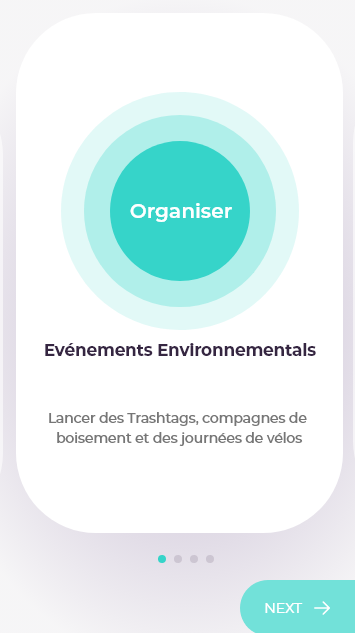 Organiser
Evénements Environnementals
Lancer des Trashtags, compagnes de
boisement et des journées de vélos
NEXT